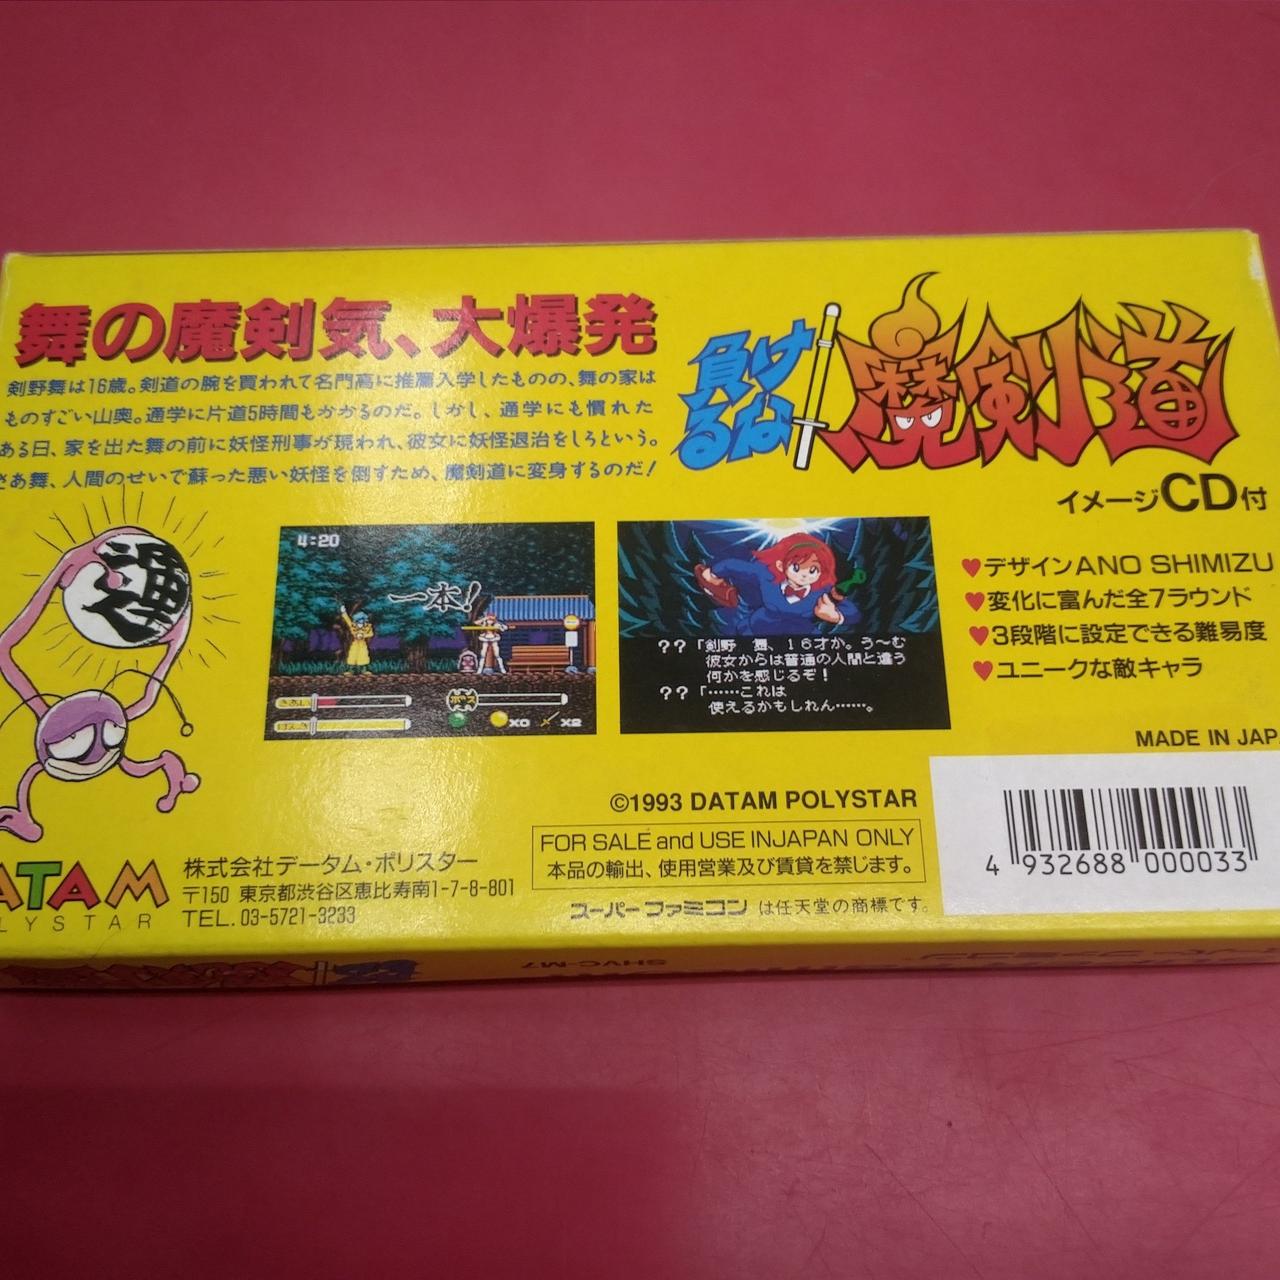 舞の魔剣気、大爆発
剣野舞は16歳。剣道の腕を買われて名門高に推薦入学したものの、舞の家は
ものすごい山奥。通学に片道5時間もかかるのだ。しかし、通学にも慣れた
ある日、家を出た舞の前に妖怪刑事が現われ、彼女に妖怪退治をしろという。
さあ舞、人間のせいで蘇った悪い妖怪を倒すため、魔剣道に変身するのだ!
負けるな
魔剣道
イメージCD付
4:20
一本!
ボス
X0
X2
??「剣野 舞、16才か。う〜む
彼女からは普通の人間と違う
何かを感じるぞ!
??「……これは
使えるかもしれん……。
♥デザインANO SHIMIZU
♥変化に富んだ全7ラウンド
♥3段階に設定できる難易度
♥ユニークな敵キャラ
MADE IN JAP
©1993 DATAM POLYSTAR
FOR SALE and USE INJAPAN ONLY
本品の輸出、使用営業及び賃貸を禁じます。
スーパーファミコン は任天堂の商標です。
4 932688 000033
ATAM
LYSTAR
株式会社データム・ポリスター
〒150 東京都渋谷区恵比寿南1-7-8-801
TEL. 03-5721-3233
SHVC-M7